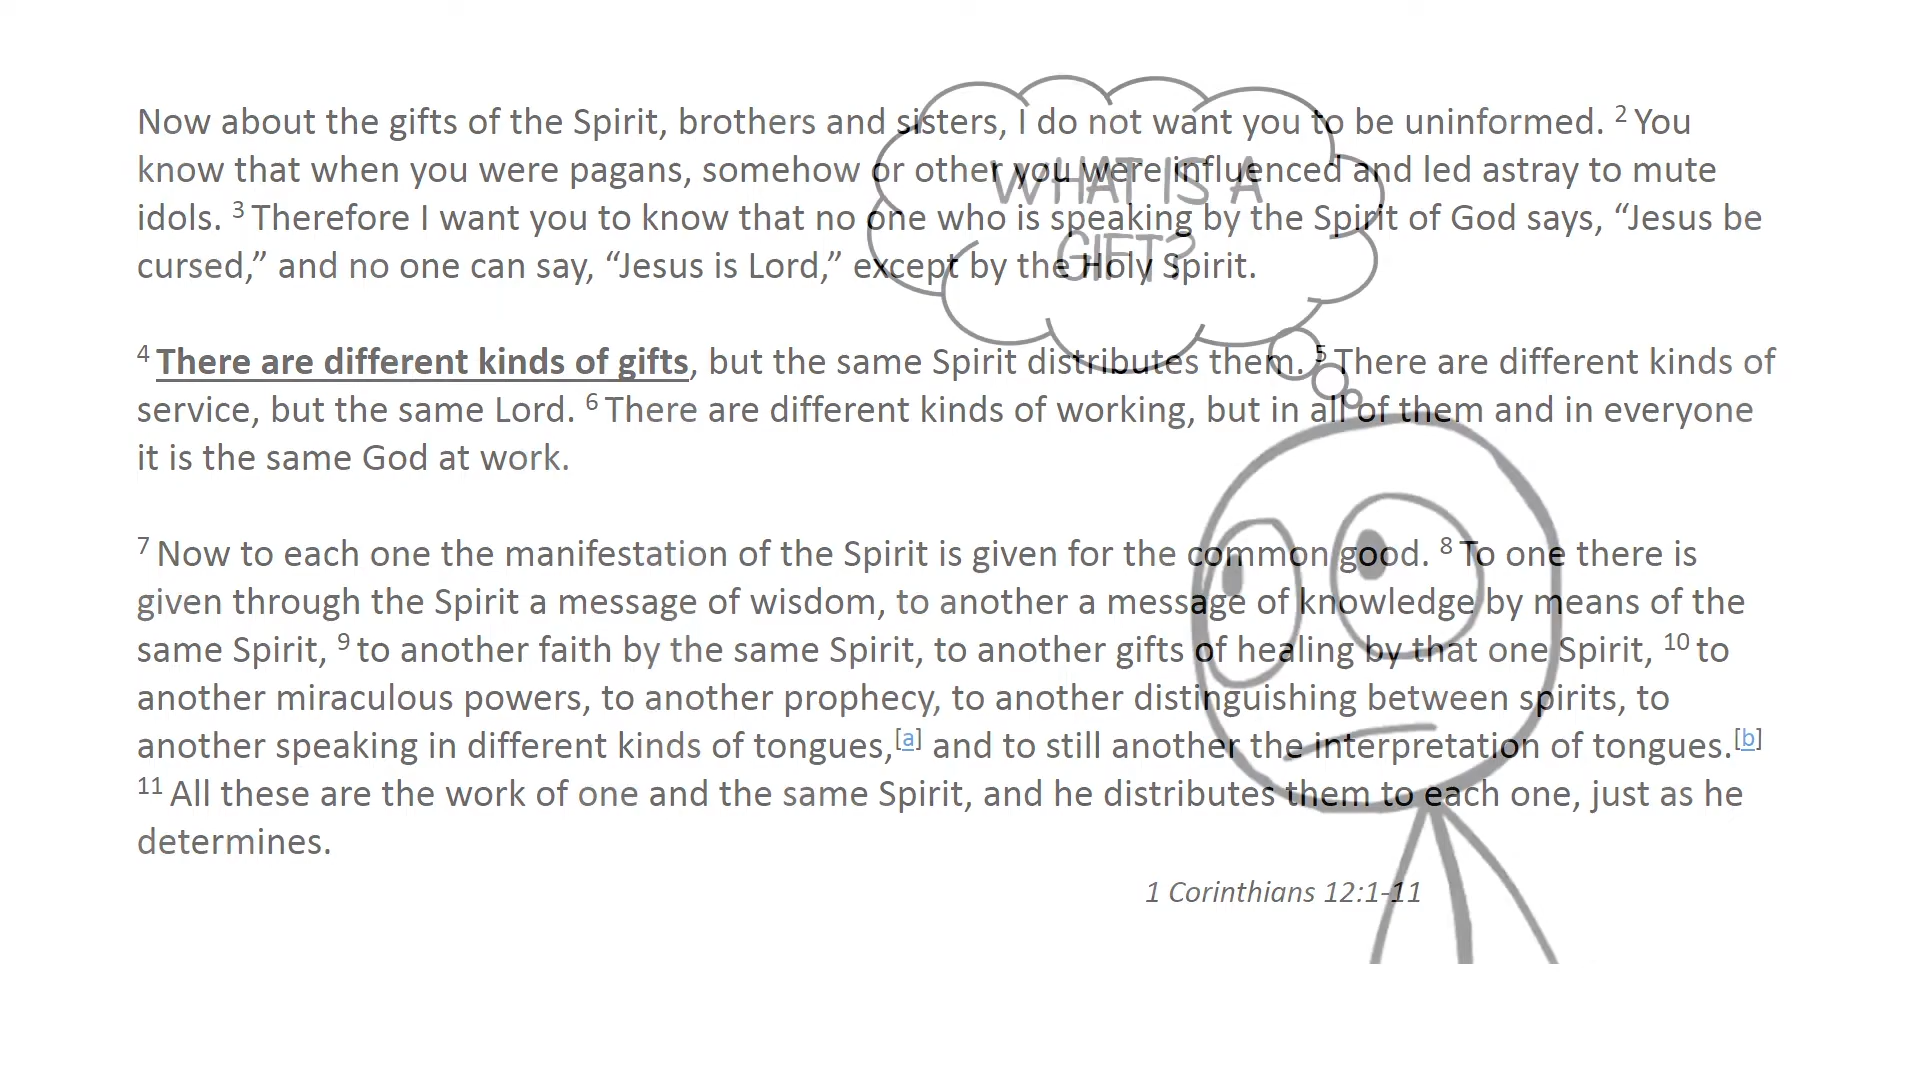 Now about the gifts of the Spirit, brothers and sisters, I do not want you to be uninformed. 2 You
know that when you were pagans, somehow or other you were influenced and led astray to mute
idols. 3 Therefore I want you to know that no one who is speaking by the Spirit of God says, “Jesus be
cursed,” and no one can say, “Jesus is Lord,” except by the Holy Spirit.
WHAT IS A
GIFT?
4 There are different kinds of gifts, but the same Spirit distributes them. 5 There are different kinds of
service, but the same Lord. 6 There are different kinds of working, but in all of them and in everyone
it is the same God at work.
7 Now to each one the manifestation of the Spirit is given for the common good. 8 To one there is
given through the Spirit a message of wisdom, to another a message of knowledge by means of the
same Spirit, 9 to another faith by the same Spirit, to another gifts of healing by that one Spirit, 10 to
another miraculous powers, to another prophecy, to another distinguishing between spirits, to
another speaking in different kinds of tongues,[a] and to still another the interpretation of tongues.[b]
11 All these are the work of one and the same Spirit, and he distributes them to each one, just as he
determines.
1 Corinthians 12:1-11